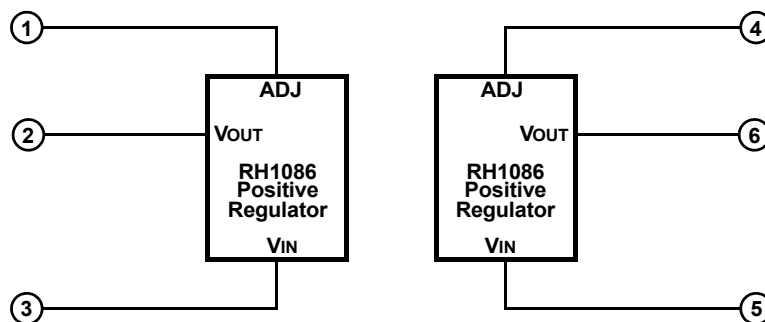 1
4
ADJ
ADJ
2
VOUT
VOUT
6
RH1086
Positive
Regulator
RH1086
Positive
Regulator
VIN
VIN
3
5